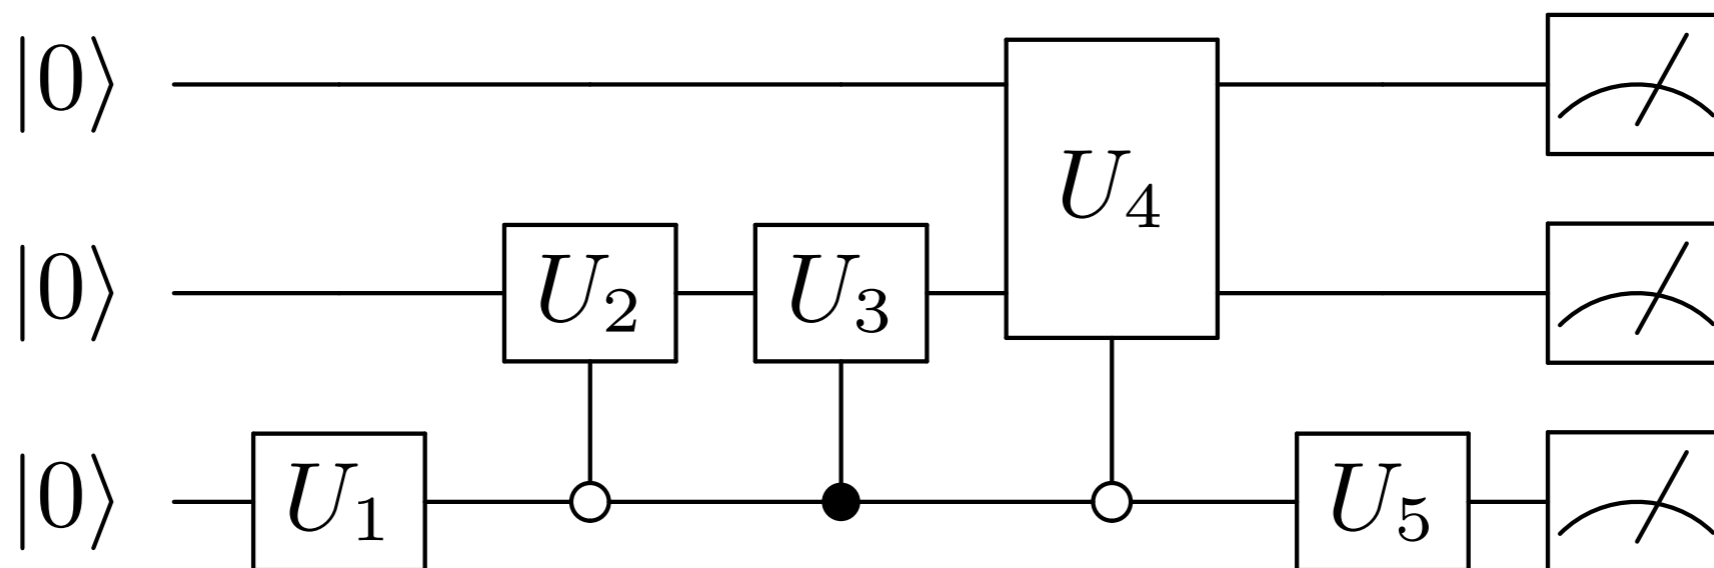 |0⟩ U₄
|0⟩ U₂ U₃
|0⟩ U₁ U₅